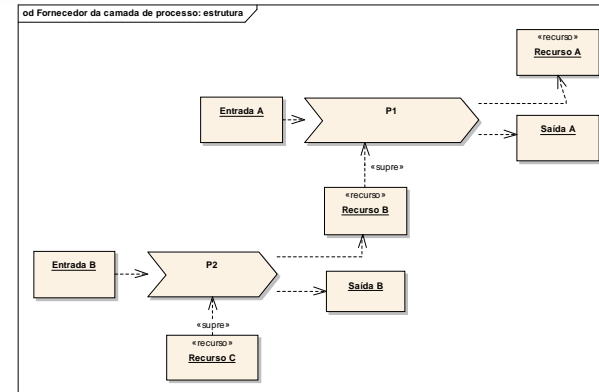 od Fornecedor da camada de processo: estrutura
«recurso»
Recurso A
Entrada A
P1
Saída A
«supre»
«recurso»
Recurso B
Entrada B
P2
Saída B
«supre»
«recurso»
Recurso C